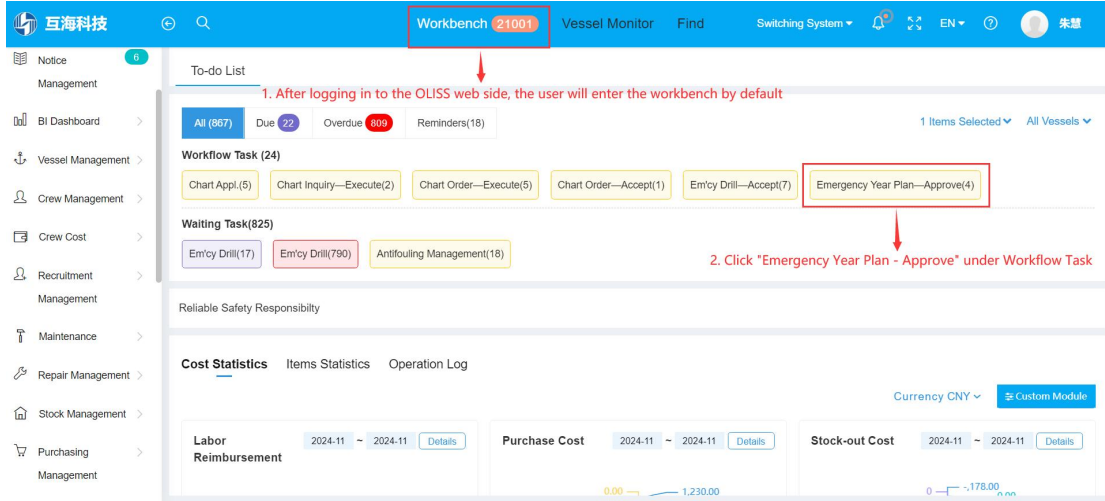 互海科技
Workbench 21001
Vessel Monitor
Find
Switching System
EN
朱慧
Notice Management
6
BI Dashboard
Vessel Management
Crew Management
Crew Cost
Recruitment Management
Maintenance
Repair Management
Stock Management
Purchasing Management
To-do List
1. After logging in to the OLISS web side, the user will enter the workbench by default
All (867)
Due 22
Overdue 809
Reminders(18)
1 Items Selected
All Vessels
Workflow Task (24)
Chart Appl.(5)
Chart Inquiry—Execute(2)
Chart Order—Execute(5)
Chart Order—Accept(1)
Em'cy Drill—Accept(7)
Emergency Year Plan—Approve(4)
Waiting Task(825)
Em'cy Drill(17)
Em'cy Drill(790)
Antifouling Management(18)
2. Click "Emergency Year Plan - Approve" under Workflow Task
Reliable Safety Responsibilty
Cost Statistics
Items Statistics
Operation Log
Currency CNY
Custom Module
Labor Reimbursement
2024-11 ~ 2024-11
Details
Purchase Cost
2024-11 ~ 2024-11
Details
Stock-out Cost
2024-11 ~ 2024-11
Details
0.00
1,230.00
0
-,178.00
0.00